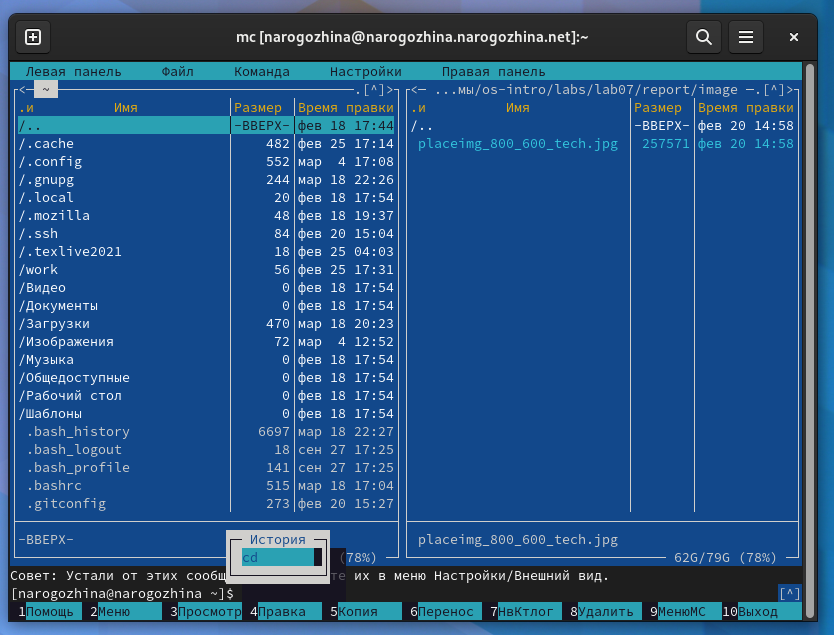 mc [narogozhina@narogozhina.narogozhina.net]:~
Левая панель Файл Команда Настройки Правая панель
<─ ~ .[^]>
.и Имя Размер Время правки
/.. -ВВЕРХ- фев 18 17:44
/.cache 482 фев 25 17:14
/.config 552 мар 4 17:08
/.gnupg 244 мар 18 22:26
/.local 20 фев 18 17:54
/.mozilla 48 фев 18 19:37
/.ssh 84 фев 20 15:04
/.texlive2021 18 фев 25 04:03
/work 56 фев 25 17:31
/Видео 0 фев 18 17:54
/Документы 0 фев 18 17:54
/Загрузки 470 мар 18 20:23
/Изображения 72 мар 4 12:52
/Музыка 0 фев 18 17:54
/Общедоступные 0 фев 18 17:54
/Рабочий стол 0 фев 18 17:54
/Шаблоны 0 фев 18 17:54
.bash_history 6697 мар 18 22:27
.bash_logout 18 сен 27 17:25
.bash_profile 141 сен 27 17:25
.bashrc 515 мар 18 17:04
.gitconfig 273 фев 20 15:27
-ВВЕРХ-
(78%)
<─ ...мы/os-intro/labs/lab07/report/image ─.[^]>
.и Имя Размер Время правки
/.. -ВВЕРХ- фев 20 14:58
placeimg_800_600_tech.jpg 257571 фев 20 14:58
placeimg_800_600_tech.jpg
62G/79G (78%)
История
cd
Совет: Устали от этих сообщ те их в меню Настройки/Внешний вид.
[narogozhina@narogozhina ~]$ [^]
1Помощь 2Меню 3Просмотр 4Правка 5Копия 6Перенос 7НвКтлог 8Удалить 9МенюМС 10Выход